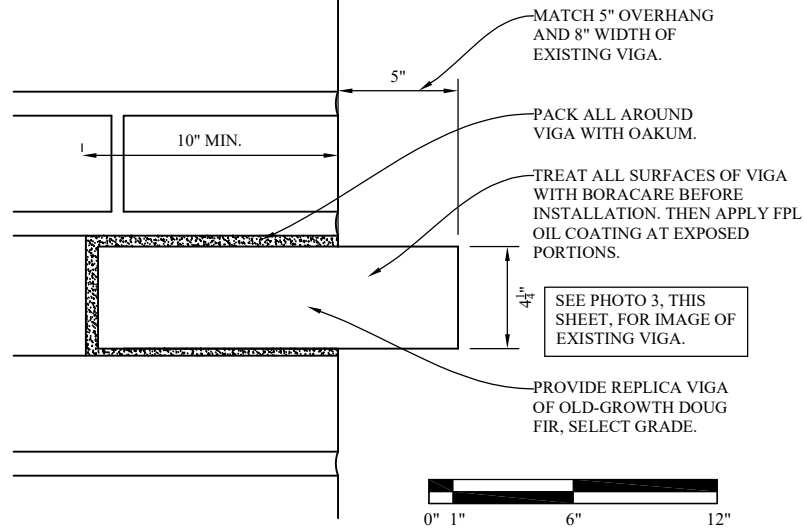 MATCH 5" OVERHANG
AND 8" WIDTH OF
EXISTING VIGA.
5"
PACK ALL AROUND
VIGA WITH OAKUM.
10" MIN.
TREAT ALL SURFACES OF VIGA
WITH BORACARE BEFORE
INSTALLATION. THEN APPLY FPL
OIL COATING AT EXPOSED
PORTIONS.
4¼"
SEE PHOTO 3, THIS
SHEET, FOR IMAGE OF
EXISTING VIGA.
PROVIDE REPLICA VIGA
OF OLD-GROWTH DOUG
FIR, SELECT GRADE.
0" 1" 6" 12"